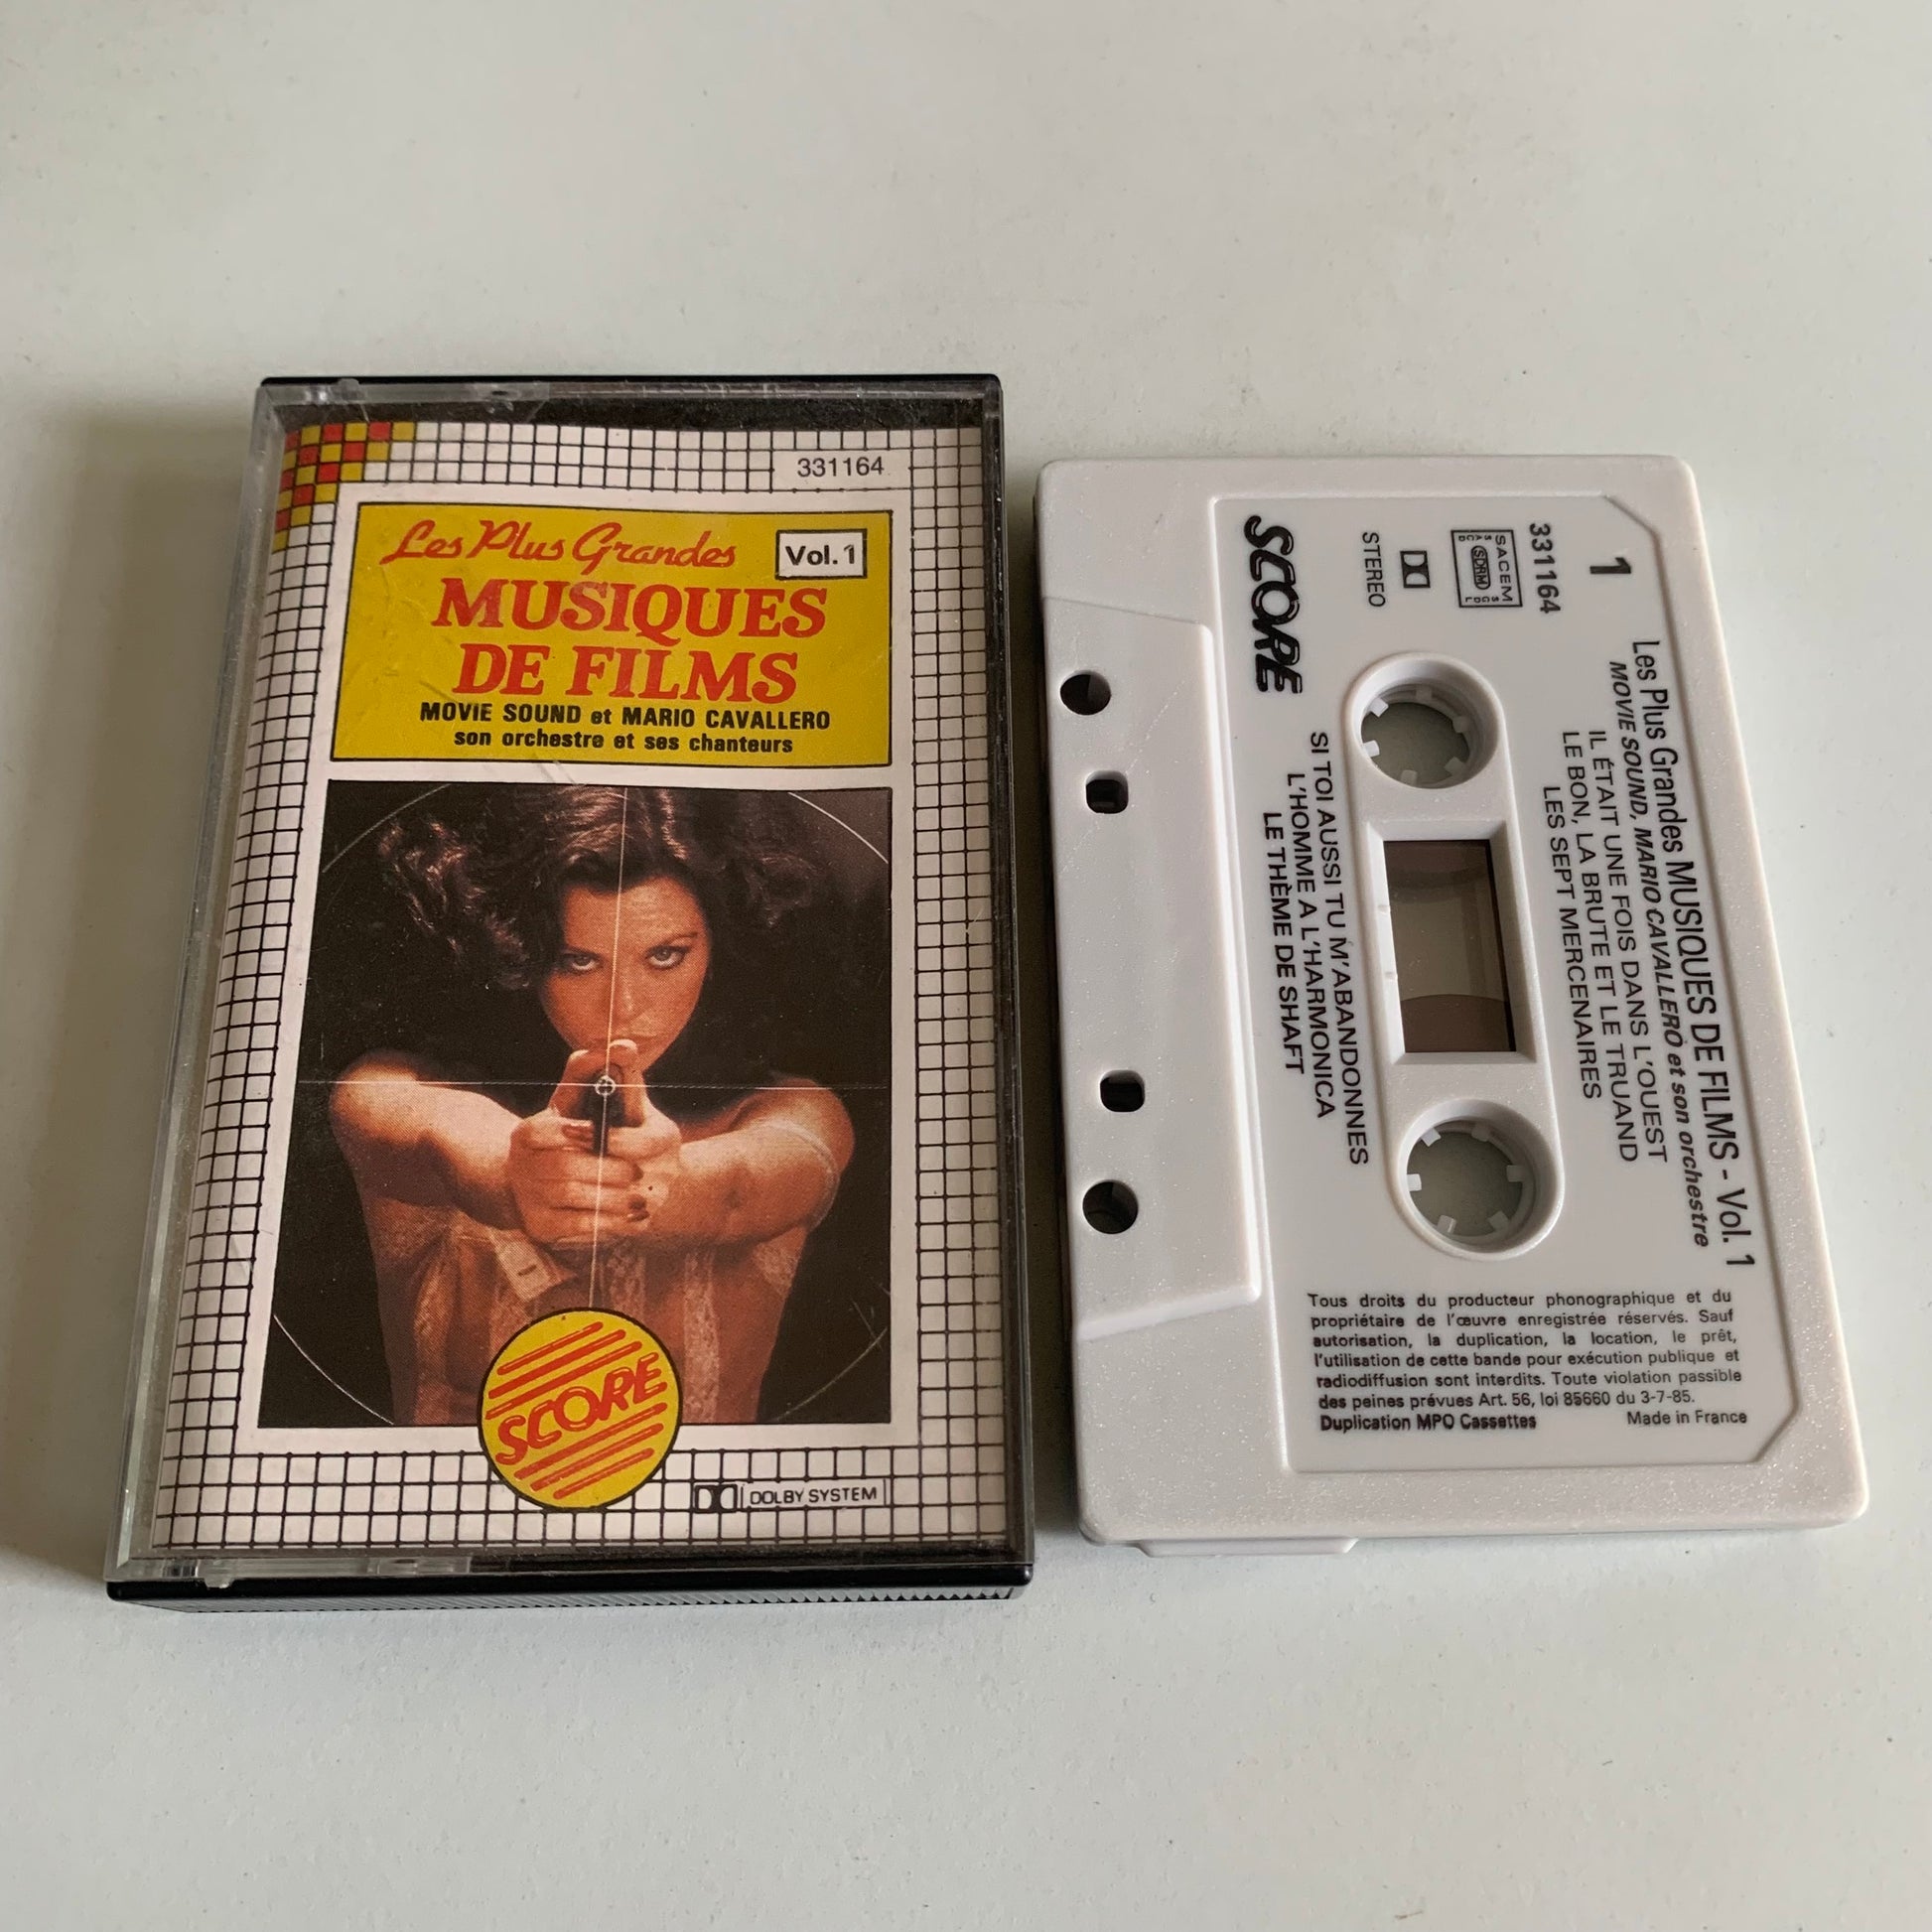 331164
Les Plus Grandes
Vol. 1
MUSIQUES
DE FILMS
MOVIE SOUND et MARIO CAVALLERO
son orchestre et ses chanteurs
SCORE
DOLBY SYSTEM
1
331164
SACEM
SDRM
STEREO
SCORE
Les Plus Grandes MUSIQUES DE FILMS - Vol. 1
MOVIE SOUND, MARIO CAVALLERO et son orchestre
IL ÉTAIT UNE FOIS DANS L'OUEST
LE BON, LA BRUTE ET LE TRUAND
LES SEPT MERCENAIRES
SI TOI AUSSI TU M'ABANDONNES
L'HOMME A L'HARMONICA
LE THÈME DE SHAFT
Tous droits du producteur phonographique et du
propriétaire de l'œuvre enregistrée réservés. Sauf
autorisation, la duplication, la location, le prêt,
l'utilisation de cette bande pour exécution publique et
radiodiffusion sont interdits. Toute violation passible
des peines prévues Art. 56, loi 85660 du 3-7-85.
Duplication MPO Cassettes Made in France